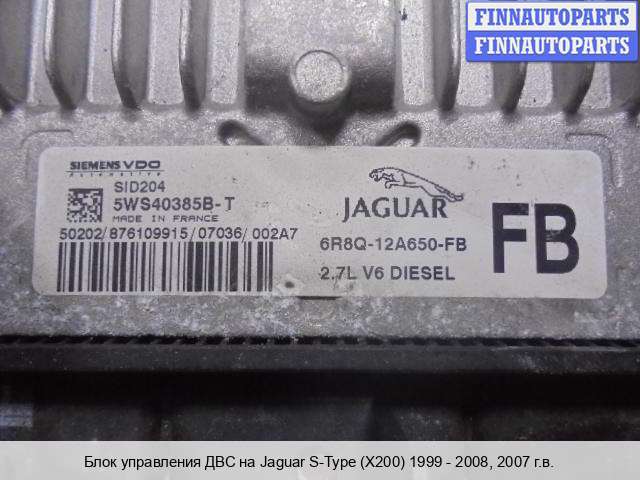 FINNAUTOPARTS
FINNAUTOPARTS
SIEMENS VDO
Automotive
SID204
5WS40385B-T
MADE IN FRANCE
50202/876109915/07036/002A7
JAGUAR
6R8Q-12A650-FB
2.7L V6 DIESEL
FB
Блок управления ДВС на Jaguar S-Type (X200) 1999 - 2008, 2007 г.в.